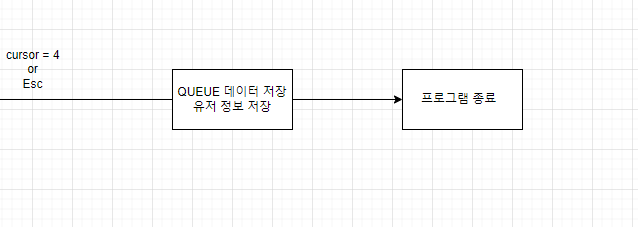 cursor = 4
or
Esc
QUEUE 데이터 저장
유저 정보 저장
프로그램 종료